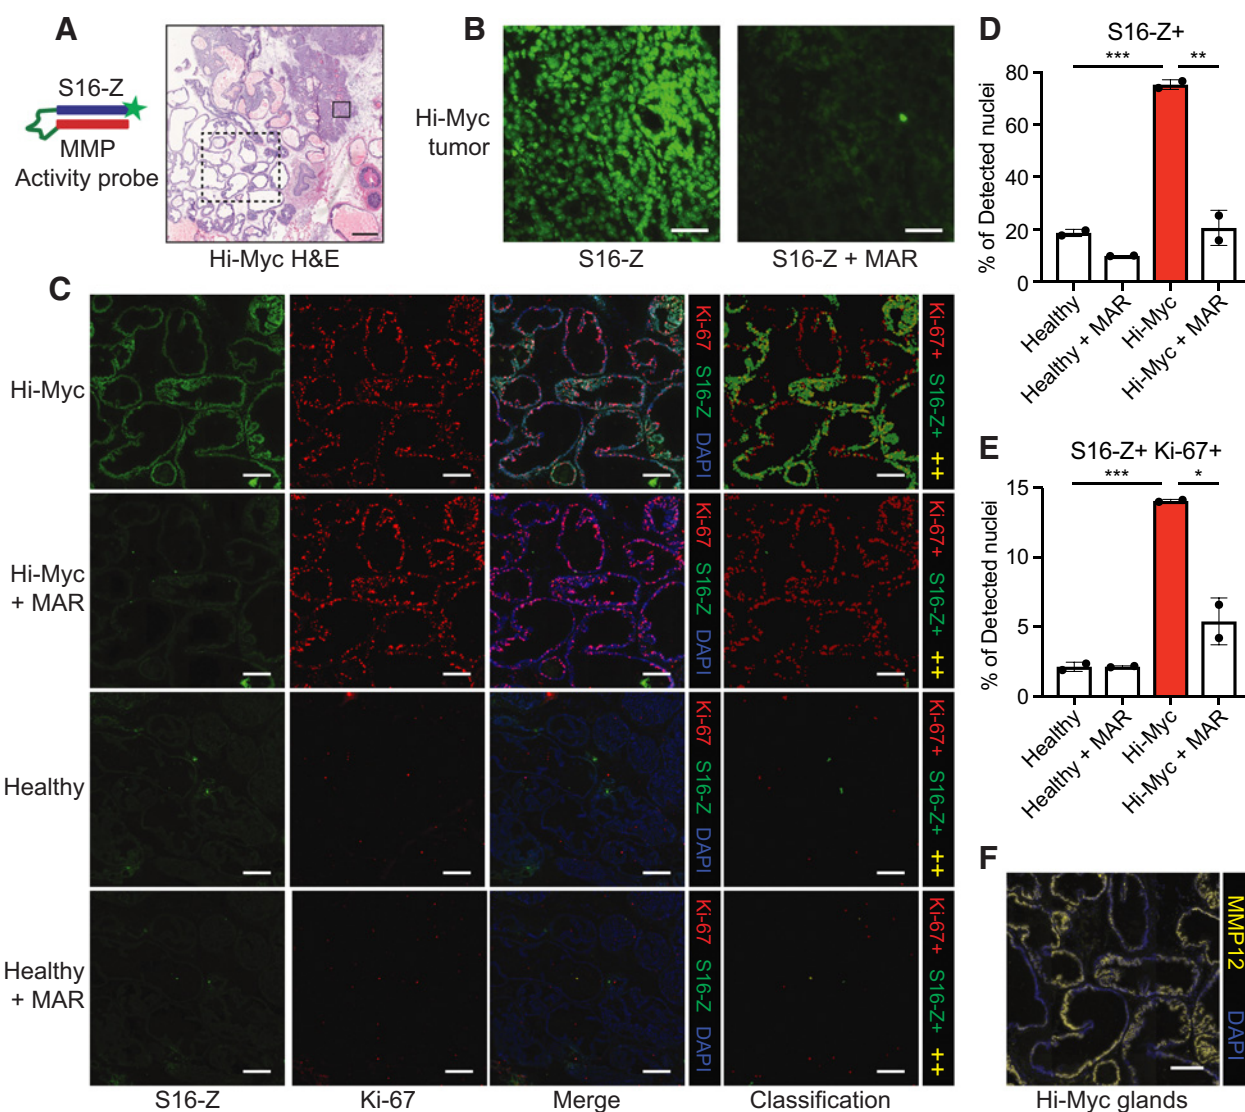 A
S16-Z
MMP
Activity probe
Hi-Myc H&E
B
Hi-Myc
tumor
S16-Z
S16-Z + MAR
C
Hi-Myc
Ki-67 S16-Z DAPI
Ki-67+ S16-Z+ ++
Hi-Myc
+ MAR
Ki-67 S16-Z DAPI
Ki-67+ S16-Z+ ++
Healthy
Ki-67 S16-Z DAPI
Ki-67+ S16-Z+ ++
Healthy
+ MAR
Ki-67 S16-Z DAPI
Ki-67+ S16-Z+ ++
S16-Z
Ki-67
Merge
Classification
D
S16-Z+
*** **
% of Detected nuclei
80
60
40
20
0
Healthy
Healthy + MAR
Hi-Myc
Hi-Myc + MAR
E
S16-Z+ Ki-67+
*** *
% of Detected nuclei
15
10
5
0
Healthy
Healthy + MAR
Hi-Myc
Hi-Myc + MAR
F
MMP12 DAPI
Hi-Myc glands